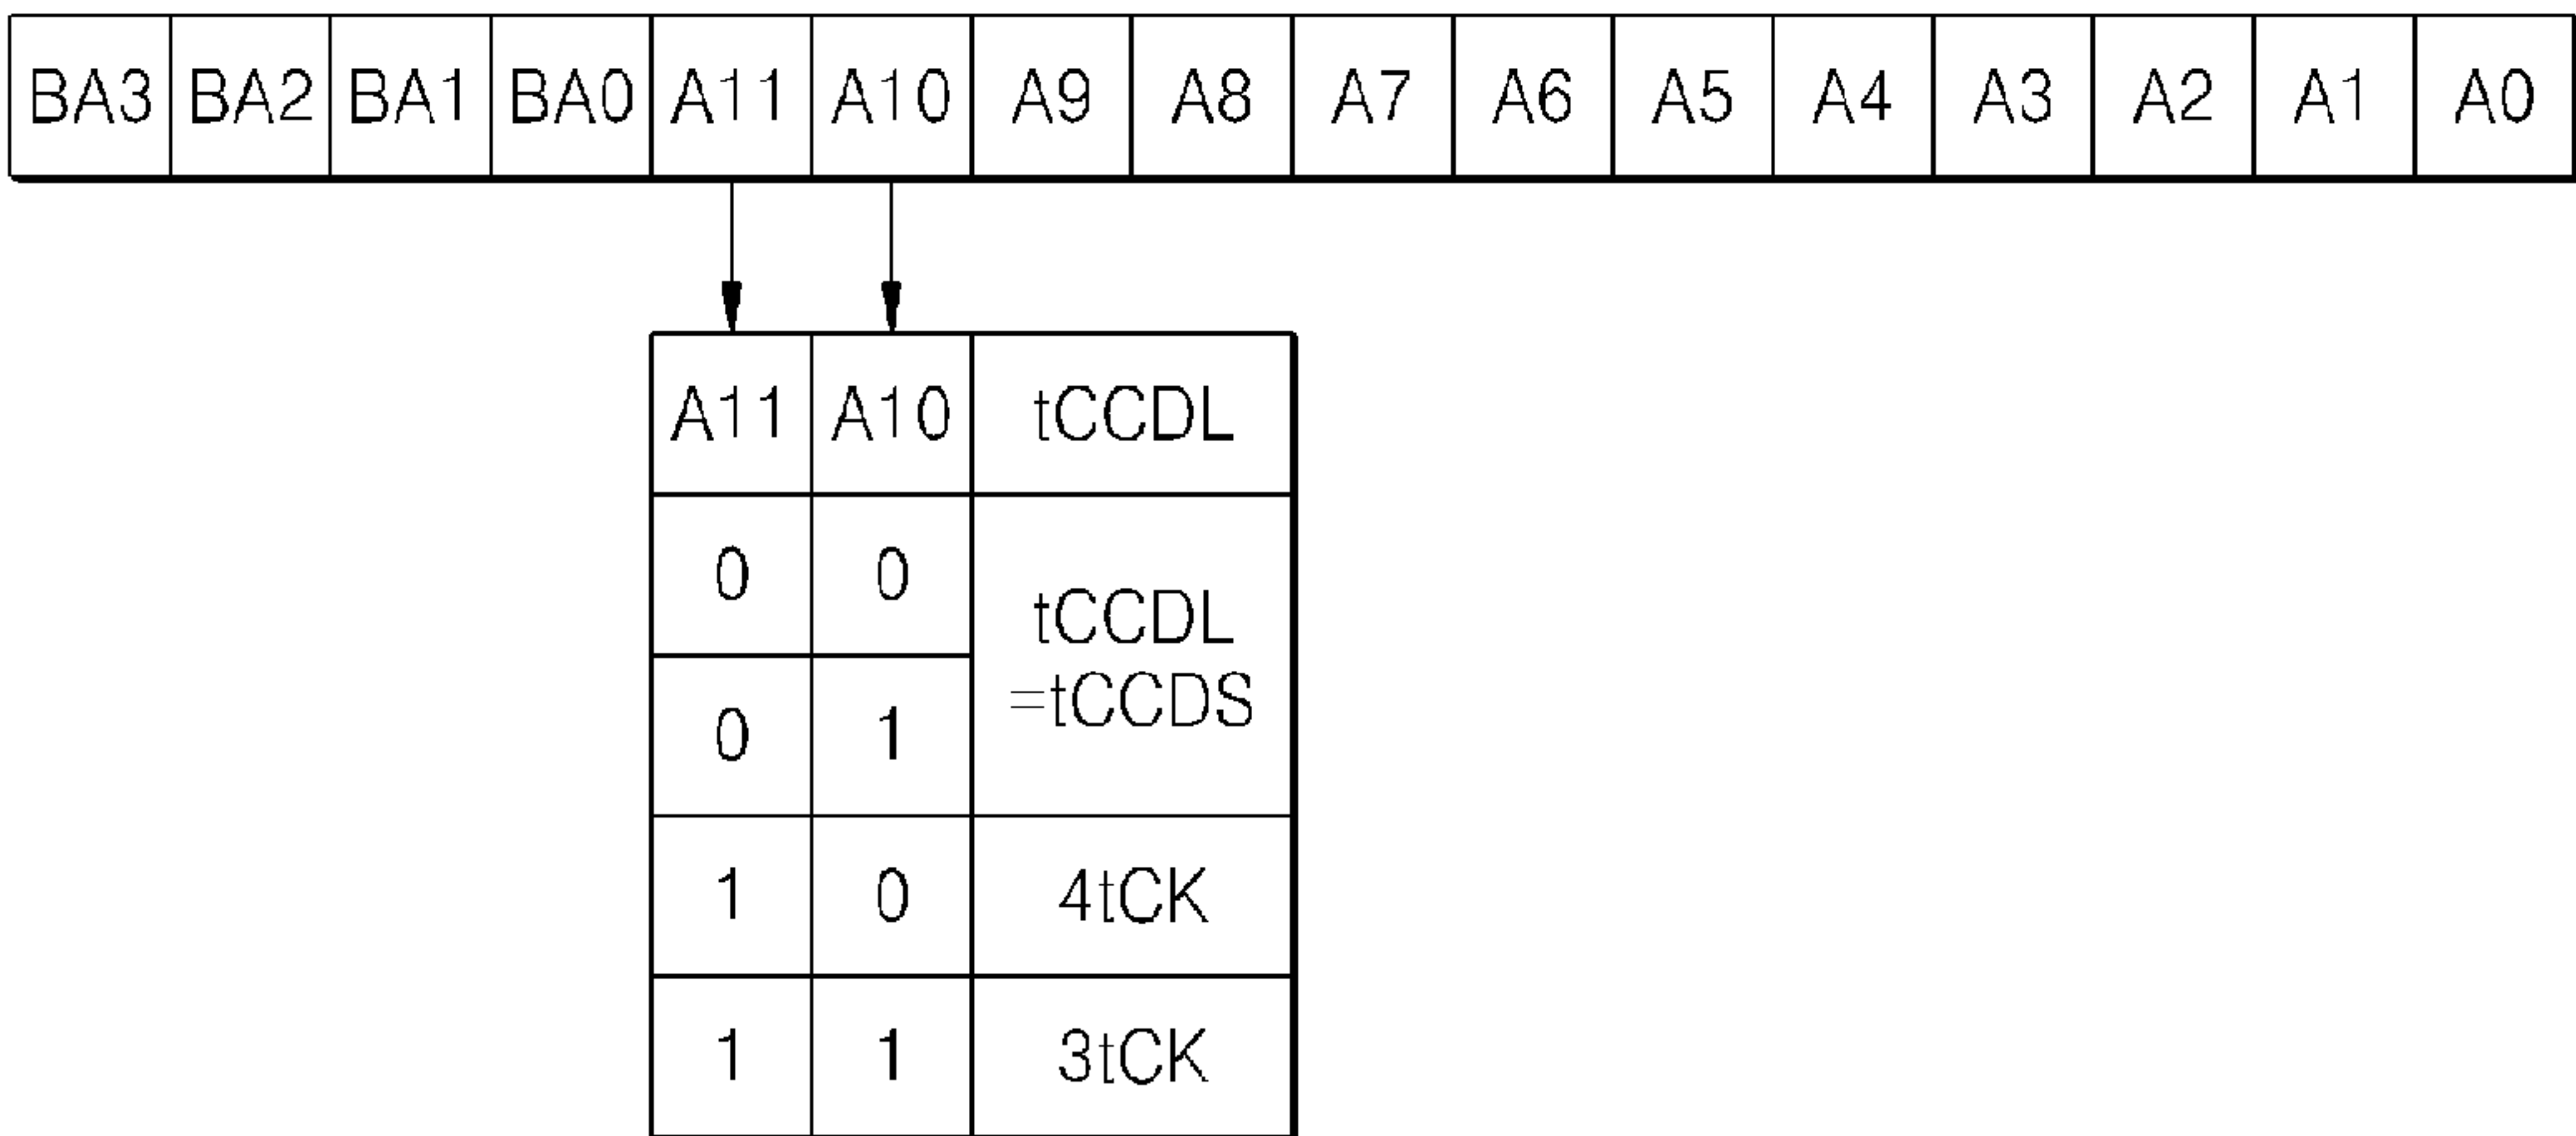 BA3 BA2 BA1 BA0 A11 A10 A9 A8 A7 A6 A5 A4 A3 A2 A1 A0
A11 A10 tCCDL
0 0 tCCDL
=tCCDS
0 1
1 0 4tCK
1 1 3tCK